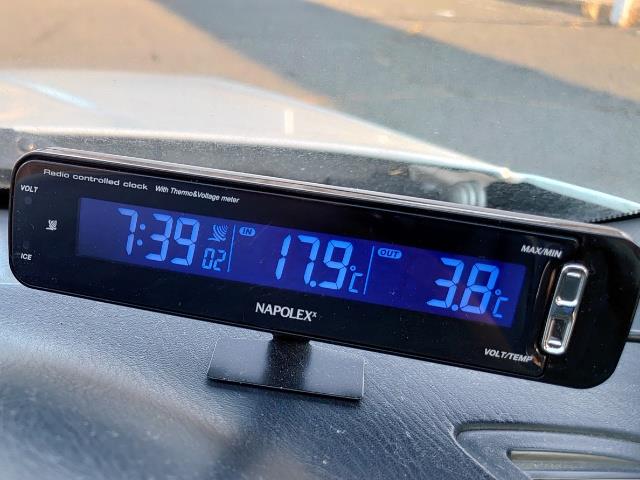 Radio controlled clock With Thermo&Voltage meter
VOLT
ICE
7:39 02
IN 17.9°C
OUT 3.8°C
MAX/MIN
NAPOLEXx
VOLT/TEMP